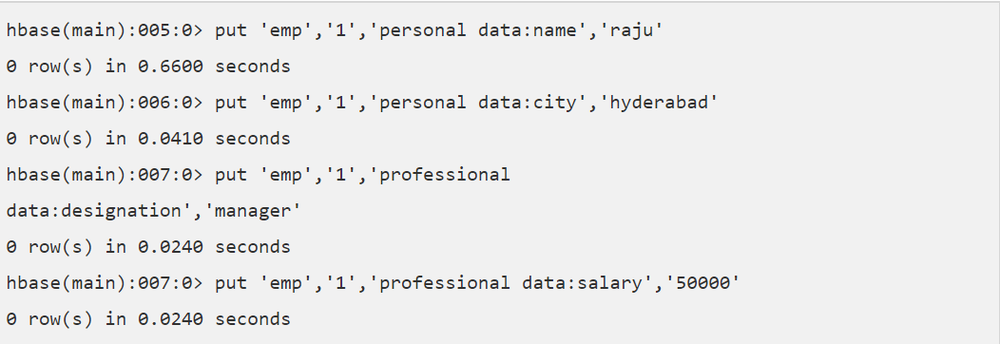 hbase(main):005:0> put 'emp','1','personal data:name','raju'
0 row(s) in 0.6600 seconds
hbase(main):006:0> put 'emp','1','personal data:city','hyderabad'
0 row(s) in 0.0410 seconds
hbase(main):007:0> put 'emp','1','professional
data:designation','manager'
0 row(s) in 0.0240 seconds
hbase(main):007:0> put 'emp','1','professional data:salary','50000'
0 row(s) in 0.0240 seconds